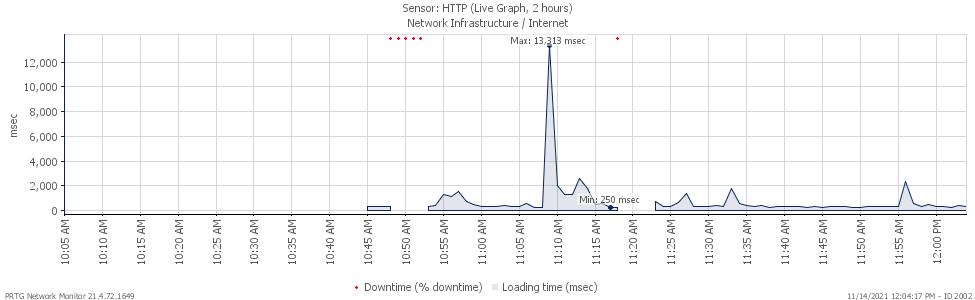 Sensor: HTTP (Live Graph, 2 hours)
Network Infrastructure / Internet
Max: 13,313 msec
12,000
10,000
8,000
6,000
4,000
2,000
0
msec
Min: 250 msec
10:05 AM
10:10 AM
10:15 AM
10:20 AM
10:25 AM
10:30 AM
10:35 AM
10:40 AM
10:45 AM
10:50 AM
10:55 AM
11:00 AM
11:05 AM
11:10 AM
11:15 AM
11:20 AM
11:25 AM
11:30 AM
11:35 AM
11:40 AM
11:45 AM
11:50 AM
11:55 AM
12:00 PM
Downtime (% downtime) Loading time (msec)
PRTG Network Monitor 21.4.72.1649
11/14/2021 12:04:17 PM - ID 2002